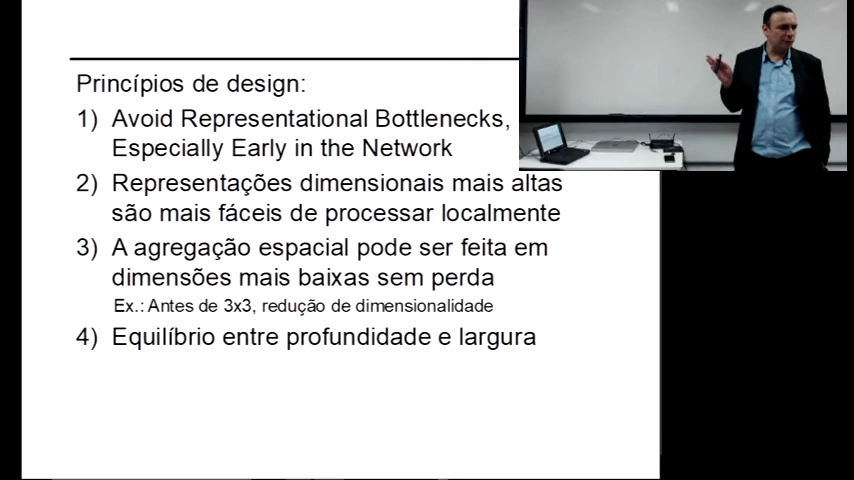 Princípios de design:
1) Avoid Representational Bottlenecks,
Especially Early in the Network
2) Representações dimensionais mais altas
são mais fáceis de processar localmente
3) A agregação espacial pode ser feita em
dimensões mais baixas sem perda
Ex.: Antes de 3x3, redução de dimensionalidade
4) Equilíbrio entre profundidade e largura